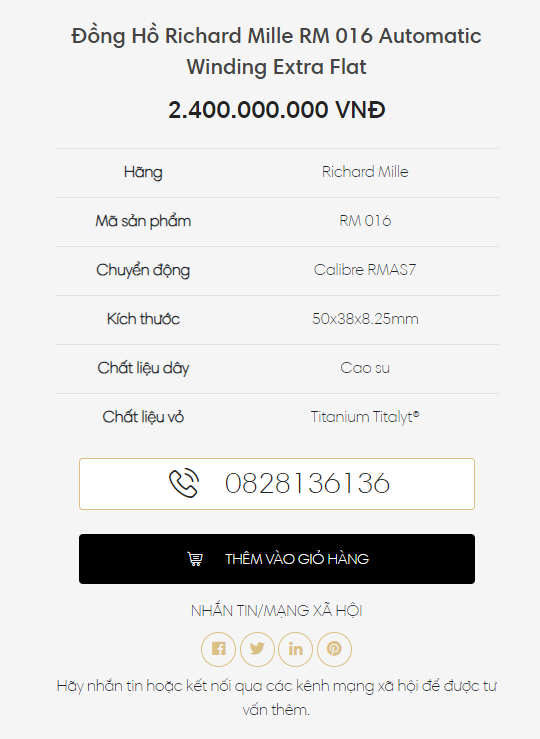 Đồng Hồ Richard Mille RM 016 Automatic
Winding Extra Flat
2.400.000.000 VNĐ
Hãng Richard Mille
Mã sản phẩm RM 016
Chuyển động Calibre RMAS7
Kích thước 50x38x8.25mm
Chất liệu dây Cao su
Chất liệu vỏ Titanium Titalyt®
0828136136
THÊM VÀO GIỎ HÀNG
NHẮN TIN/MẠNG XÃ HỘI
Hãy nhắn tin hoặc kết nối qua các kênh mạng xã hội để được tư
vấn thêm.